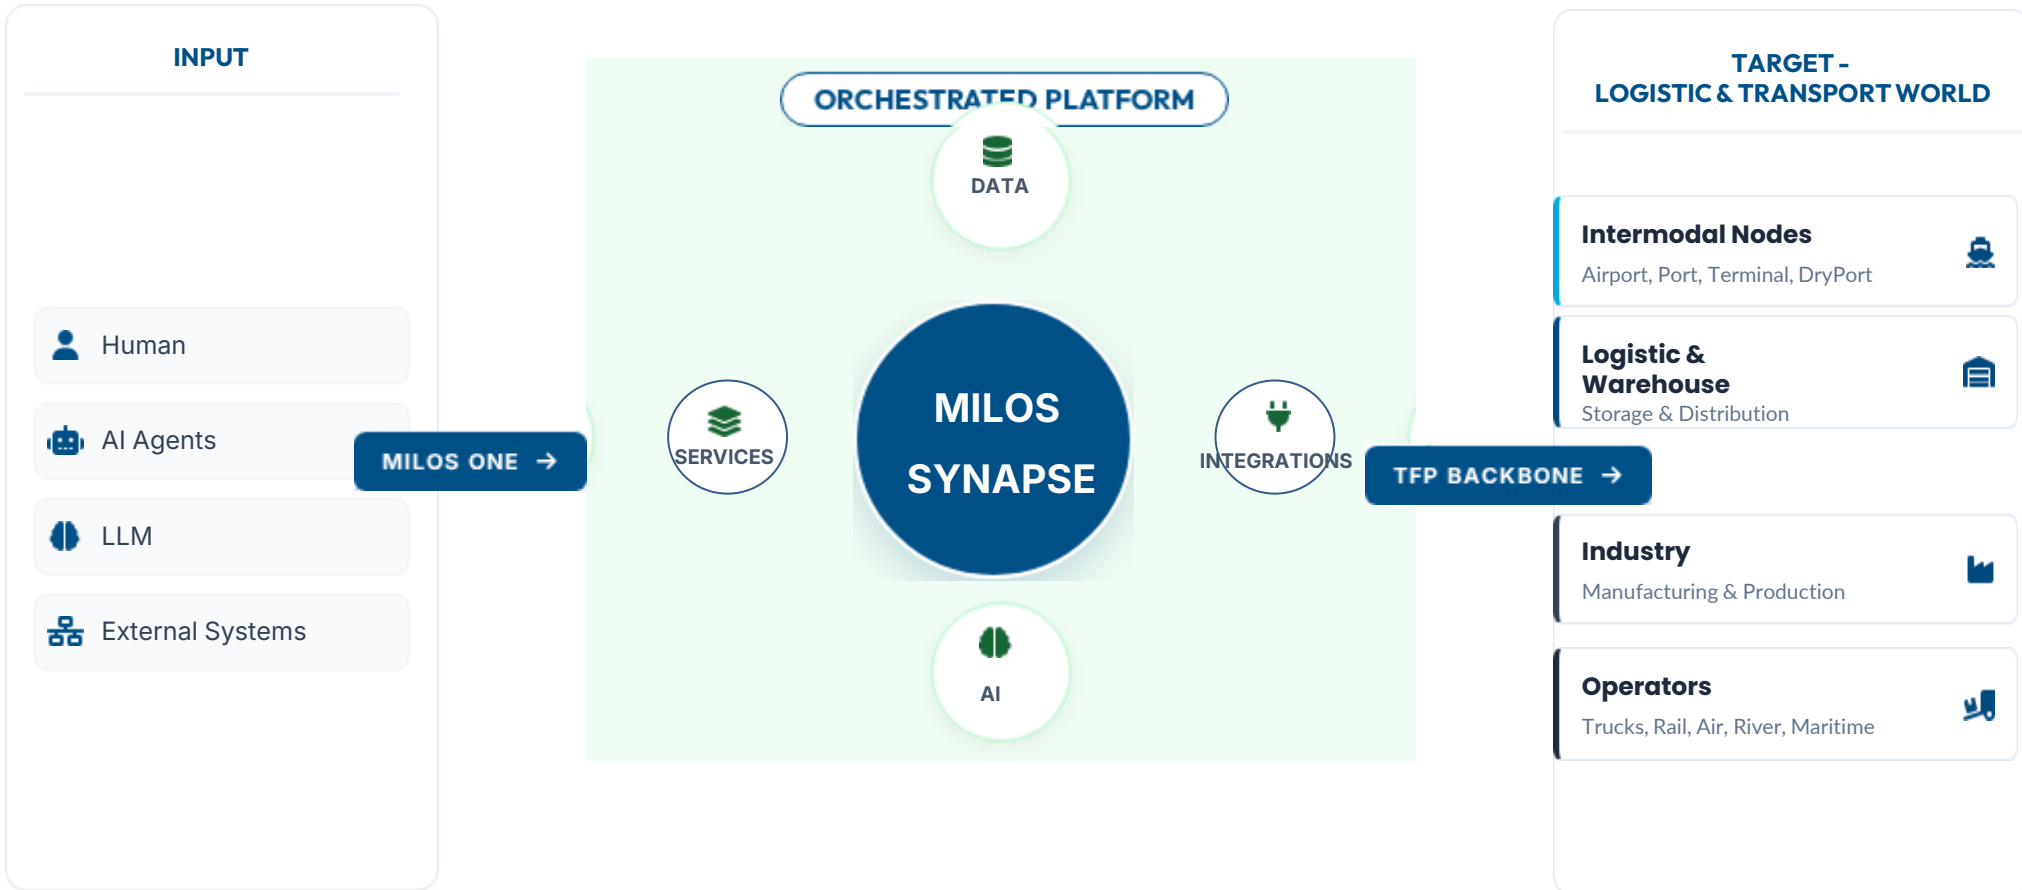 INPUT
Human
AI Agents
LLM
External Systems
MILOS ONE →
ORCHESTRATED PLATFORM
DATA
SERVICES
MILOS
SYNAPSE
INTEGRATIONS
AI
TFP BACKBONE →
TARGET -
LOGISTIC & TRANSPORT WORLD
Intermodal Nodes
Airport, Port, Terminal, DryPort
Logistic &
Warehouse
Storage & Distribution
Industry
Manufacturing & Production
Operators
Trucks, Rail, Air, River, Maritime